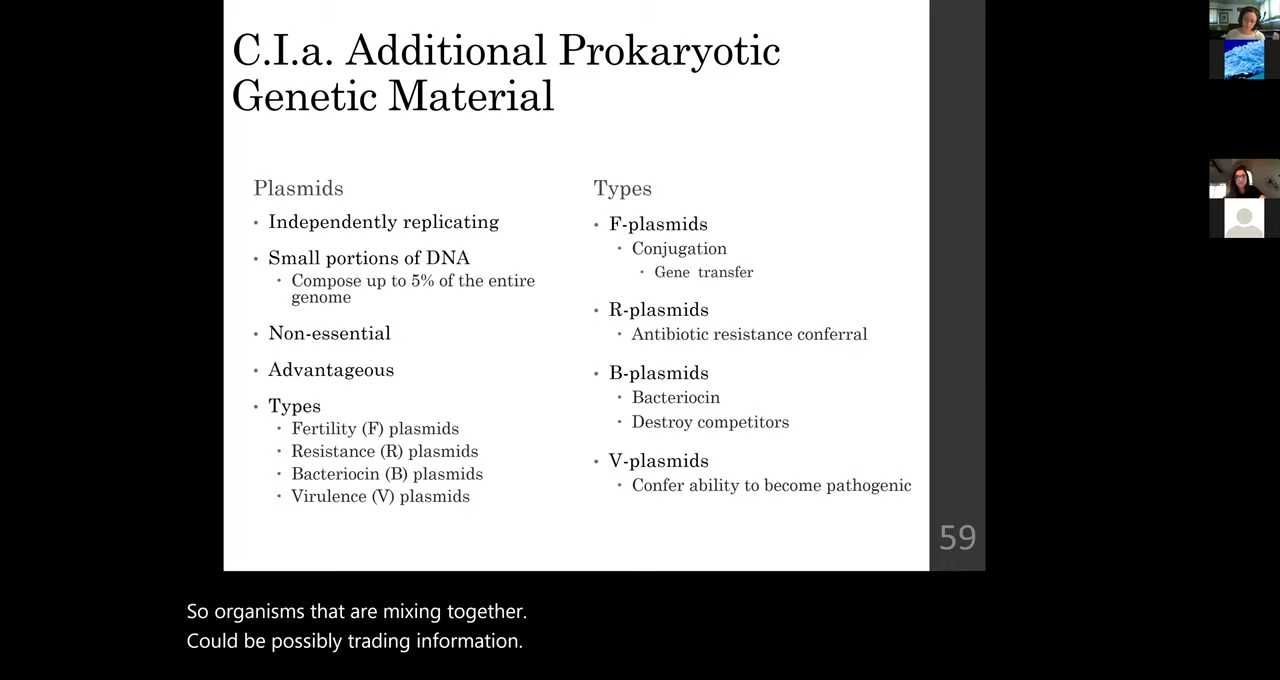 C.I.a. Additional Prokaryotic
Genetic Material
Plasmids
• Independently replicating
• Small portions of DNA
• Compose up to 5% of the entire
genome
• Non-essential
• Advantageous
• Types
• Fertility (F) plasmids
• Resistance (R) plasmids
• Bacteriocin (B) plasmids
• Virulence (V) plasmids
Types
• F-plasmids
• Conjugation
• Gene transfer
• R-plasmids
• Antibiotic resistance conferral
• B-plasmids
• Bacteriocin
• Destroy competitors
• V-plasmids
• Confer ability to become pathogenic
59
So organisms that are mixing together.
Could be possibly trading information.